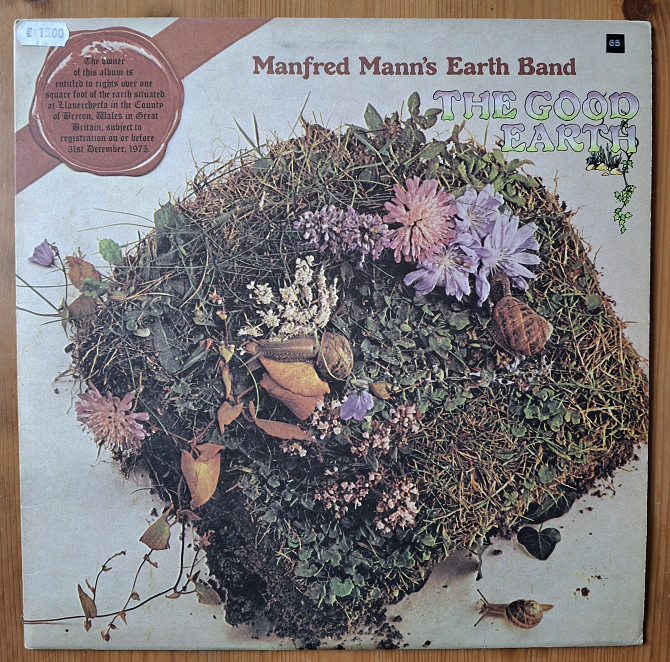 € 15.00
65
The owner
of this album is
entitled to rights over one
square foot of the earth situated
at Llanerchyrfa in the County
of Brecon, Wales in Great
Britain, subject to
registration on or before
31st December, 1975.
Manfred Mann's Earth Band
THE GOOD
EARTH